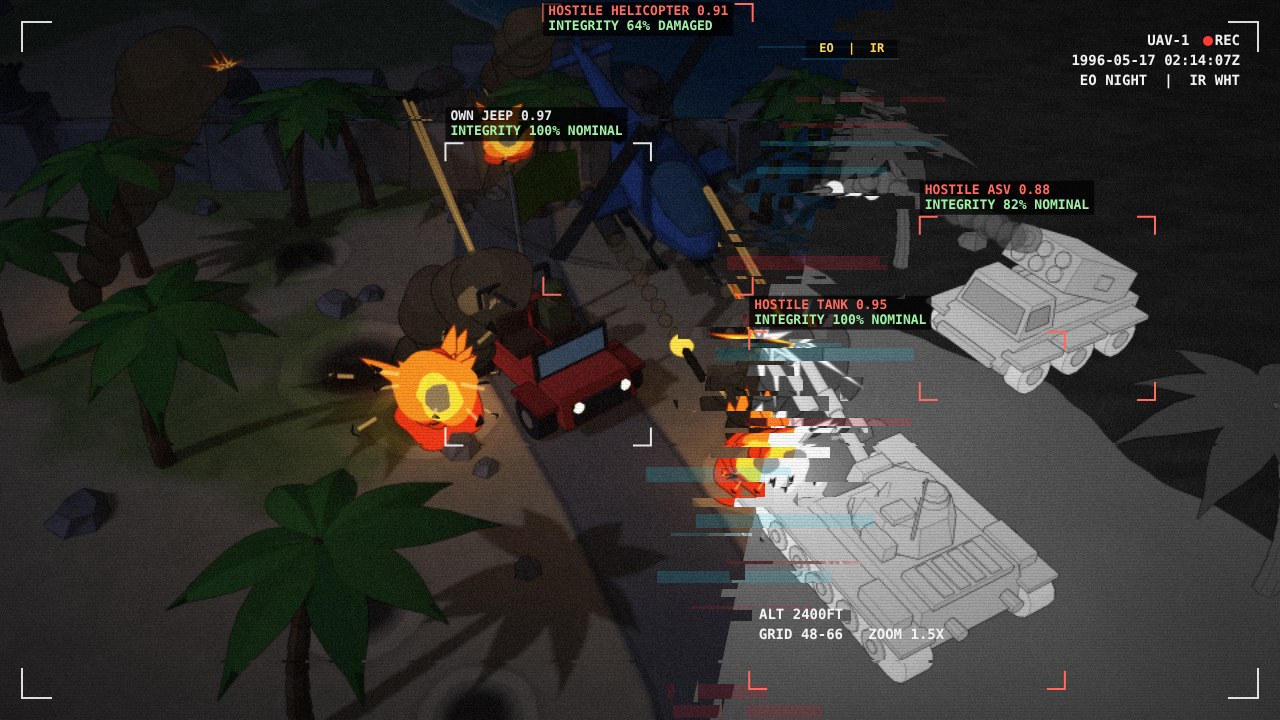 HOSTILE HELICOPTER 0.91
INTEGRITY 64% DAMAGED
EO | IR
UAV-1 REC
1996-05-17 02:14:07Z
EO NIGHT | IR WHT
OWN JEEP 0.97
INTEGRITY 100% NOMINAL
HOSTILE ASV 0.88
INTEGRITY 82% NOMINAL
HOSTILE TANK 0.95
INTEGRITY 100% NOMINAL
ALT 2400FT
GRID 48-66 ZOOM 1.5X